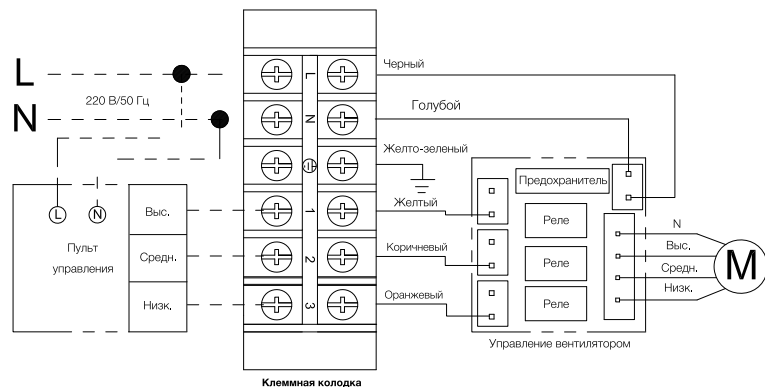 L
N
220 В/50 Гц
L
N
Пульт
управления
Выс.
Средн.
Низк.
L
N
1
2
3
Клеммная колодка
Черный
Голубой
Желто-зеленый
Желтый
Коричневый
Оранжевый
Предохранитель
Реле
Реле
Реле
Управление вентилятором
N
Выс.
Средн.
Низк.
M